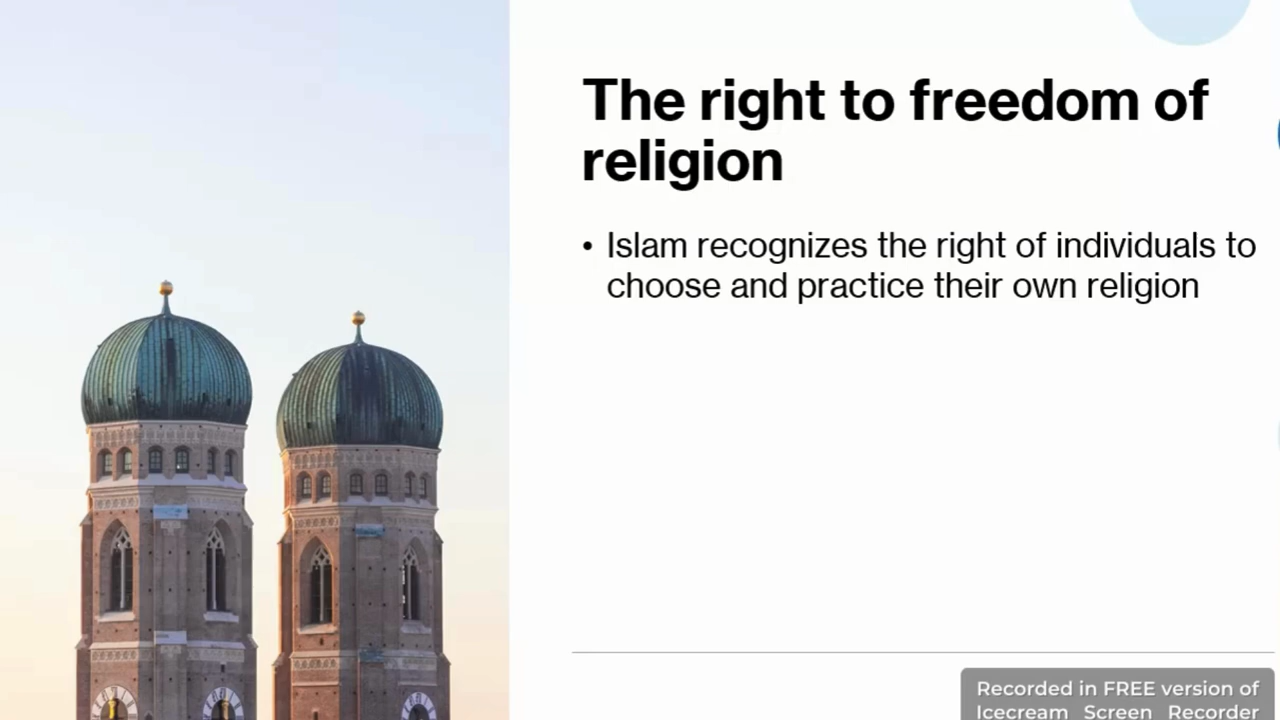 The right to freedom of
religion
• Islam recognizes the right of individuals to
choose and practice their own religion
Recorded in FREE version of
Icecream Screen Recorder